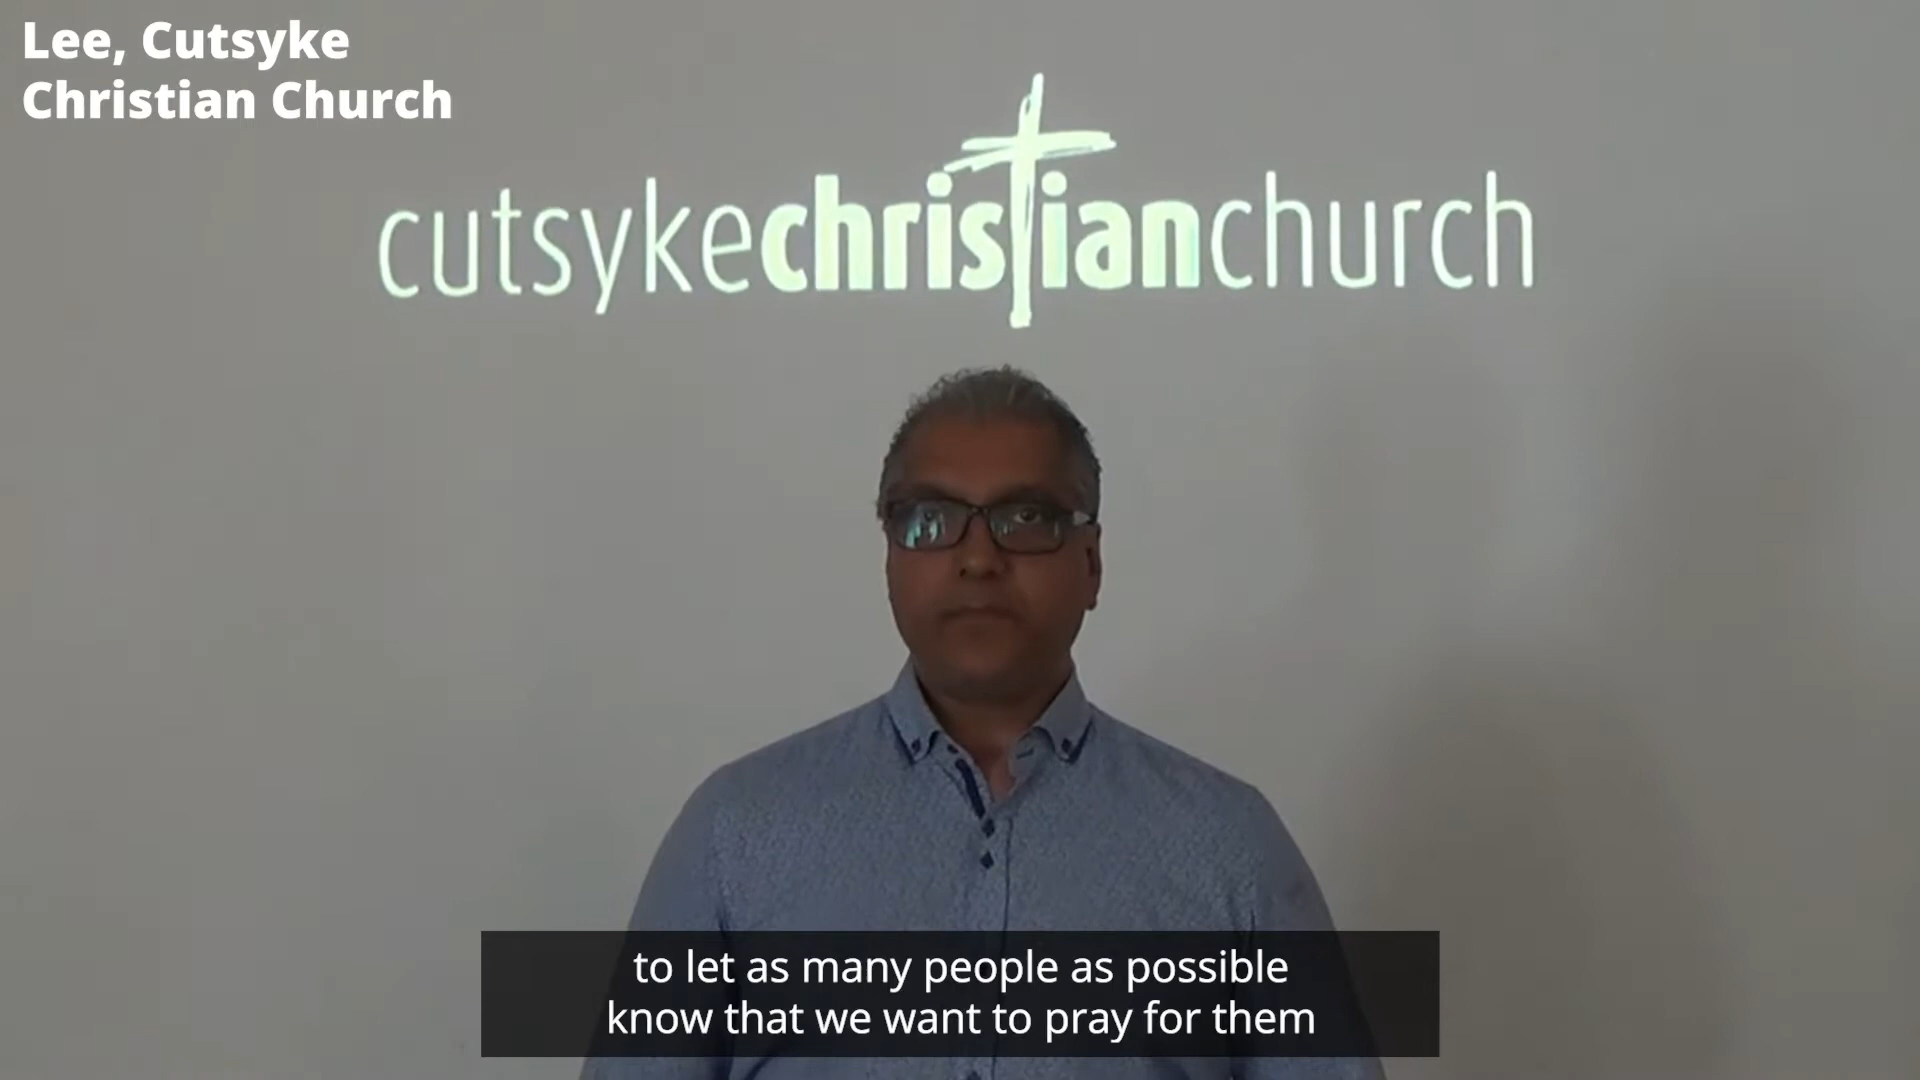 Lee, Cutsyke
Christian Church
cutsykechristianchurch
to let as many people as possible
know that we want to pray for them